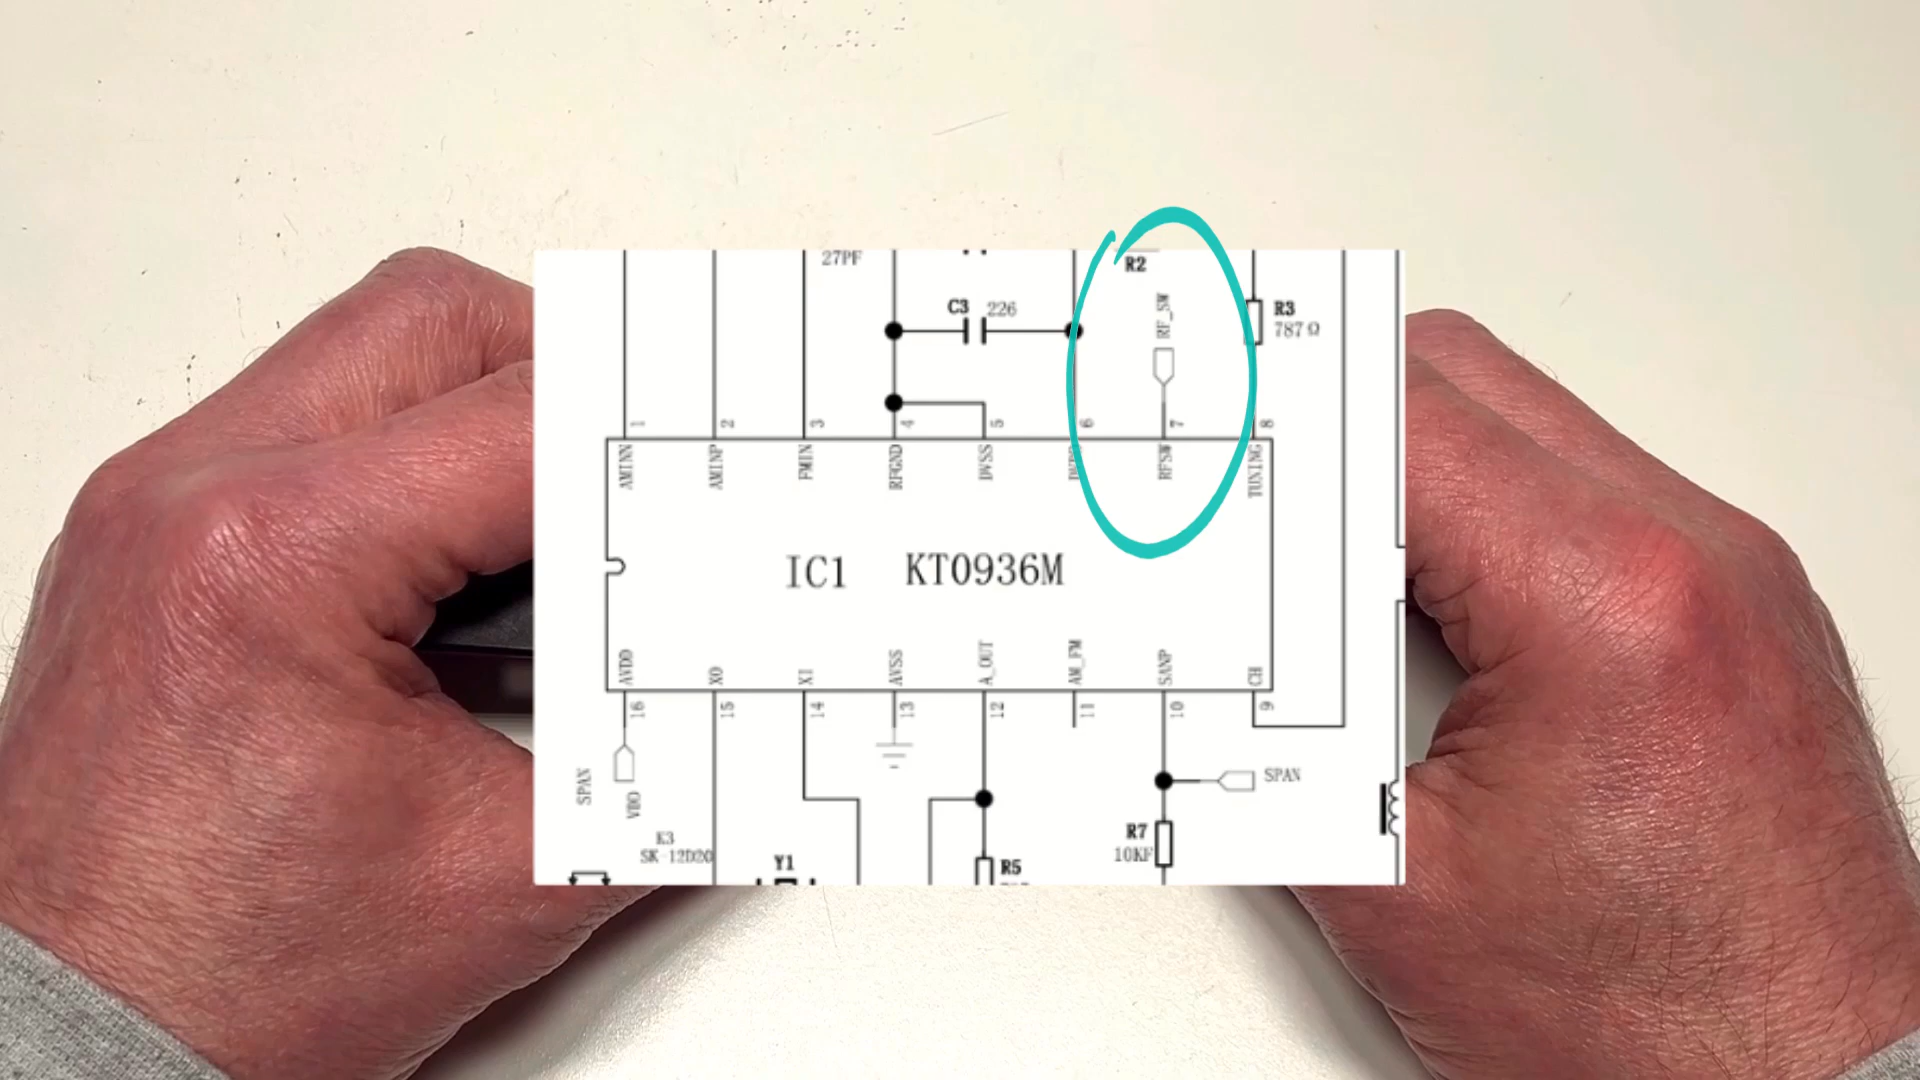 27PF
R2
C3 226
RF_SW
R3
787Ω
1 2 3 4 5 6 7 8
AMINN AMINP FMIN RFGND DVSS RFSW TUNING
IC1 KT0936M
AVDD XO XI AVSS A_OUT AM_FM SANP CH
16 15 14 13 12 11 10 9
SPAN
SPAN
VDO
K3
SK-12D20
Y1
R5
R7
10KF